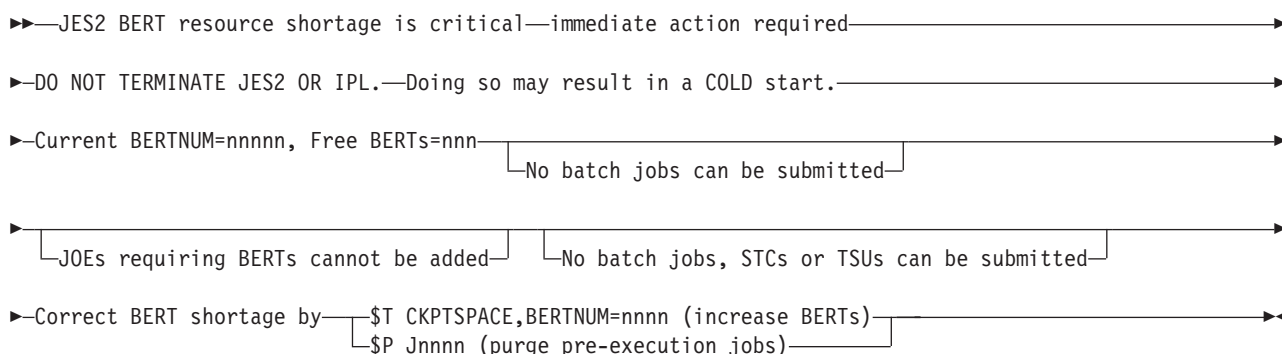 JES2 BERT resource shortage is critical immediate action required
DO NOT TERMINATE JES2 OR IPL. Doing so may result in a COLD start.
Current BERTNUM=nnnnn, Free BERTs=nnn
No batch jobs can be submitted
JOEs requiring BERTs cannot be added No batch jobs, STCs or TSUs can be submitted
Correct BERT shortage by $T CKPTSPACE,BERTNUM=nnnn (increase BERTs)
$P Jnnnn (purge pre-execution jobs)